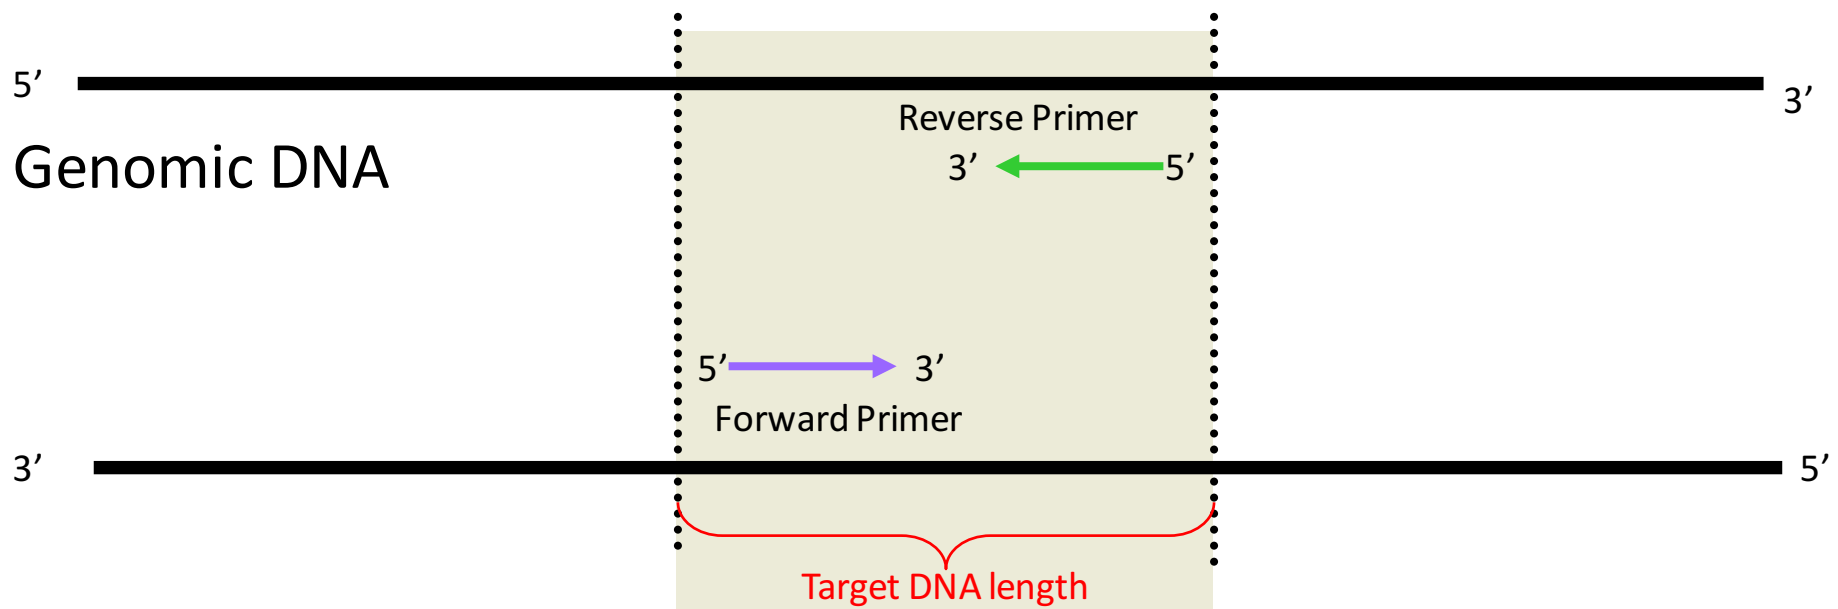 5’
3’
Reverse Primer
Genomic DNA
3’ 5’
5’ 3’
Forward Primer
3’ 5’
Target DNA length